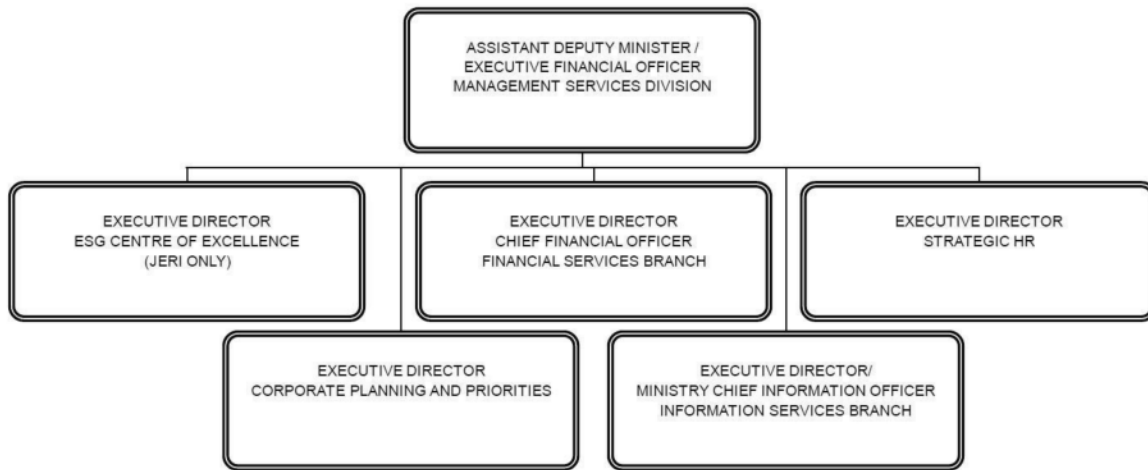 ASSISTANT DEPUTY MINISTER /
EXECUTIVE FINANCIAL OFFICER
MANAGEMENT SERVICES DIVISION
EXECUTIVE DIRECTOR
ESG CENTRE OF EXCELLENCE
(JERI ONLY)
EXECUTIVE DIRECTOR
CHIEF FINANCIAL OFFICER
FINANCIAL SERVICES BRANCH
EXECUTIVE DIRECTOR
STRATEGIC HR
EXECUTIVE DIRECTOR
CORPORATE PLANNING AND PRIORITIES
EXECUTIVE DIRECTOR/
MINISTRY CHIEF INFORMATION OFFICER
INFORMATION SERVICES BRANCH